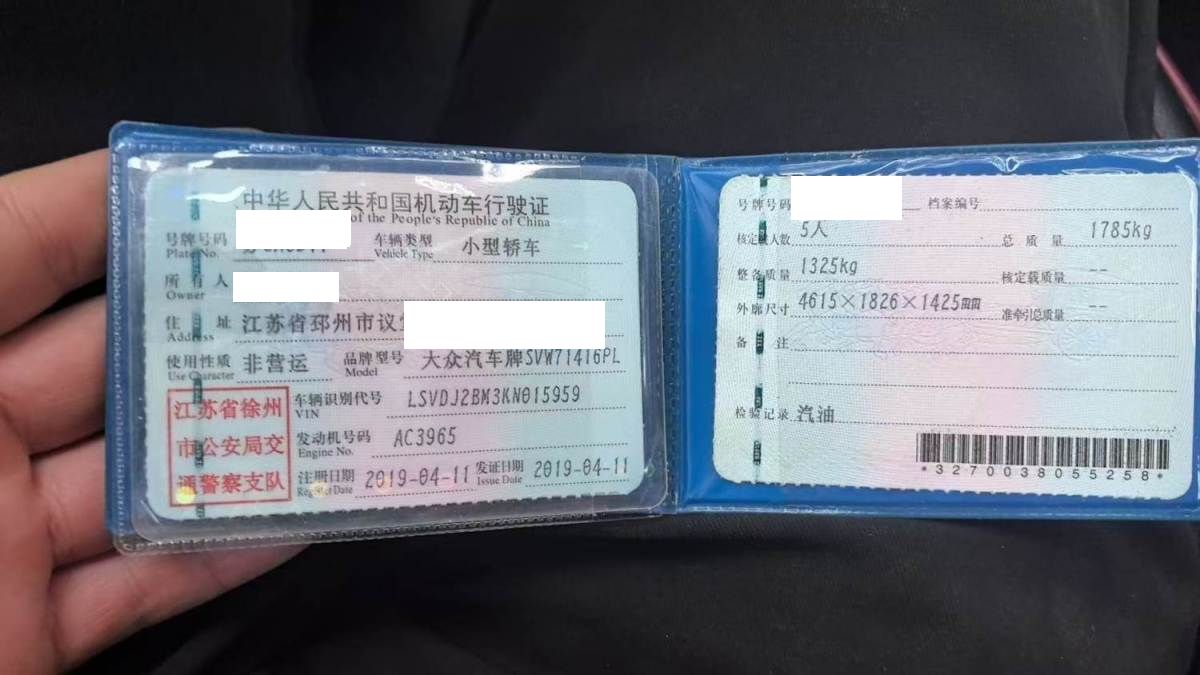 中华人民共和国机动车行驶证
of the People's Republic of China
号牌号码
Plate No.
车辆类型 小型轿车
Vehicle Type
所有人
Owner
住址 江苏省邳州市议
Address
使用性质 非营运 品牌型号 大众汽车牌SVW71416PL
Use Character Model
江苏省徐州
市公安局交
通警察支队
车辆识别代号 LSVDJ2BM3KN015959
VIN
发动机号码 AC3965
Engine No.
注册日期 2019-04-11 发证日期 2019-04-11
Register Date Issue Date
号牌号码 档案编号
核定载人数 5人 总质量 1785kg
整备质量 1325kg 核定载质量 --
外廓尺寸 4615×1826×1425mm 准牵引总质量 --
备注
检验记录 汽油
*3270038055258*